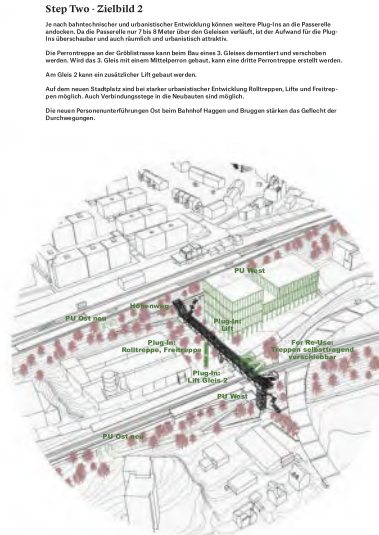 Step Two - Zielbild 2
Je nach bahntechnischer und urbanistischer Entwicklung können weitere Plug-Ins an die Passerelle
andocken. Da die Passerelle nur 7 bis 8 Meter über den Geleisen verläuft, ist der Aufwand für die Plug-
Ins überschaubar und auch räumlich und urbanistisch attraktiv.
Die Perrontreppe an der Gröblistrasse kann beim Bau eines 3. Gleises demontiert und verschoben
werden. Wird das 3. Gleis mit einem Mittelperron gebaut, kann eine dritte Perrontreppe erstellt werden.
Am Gleis 2 kann ein zusätzlicher Lift gebaut werden.
Auf dem neuen Stadtplatz sind bei starker urbanistischer Entwicklung Rolltreppen, Lifte und Freitrep-
pen möglich. Auch Verbindungsstege in die Neubauten sind möglich.
Die neuen Personenunterführungen Ost beim Bahnhof Haggen und Bruggen stärken das Geflecht der
Durchwegungen.
PU West
Höhenweg
PU Ost neu
Plug-In:
Lift
Plug-In:
Rolltreppe, Freitreppe
For Re-Use:
Treppen selbsttragend
verschiebbar
Plug-In:
Lift Gleis 2
PU West
PU Ost neu